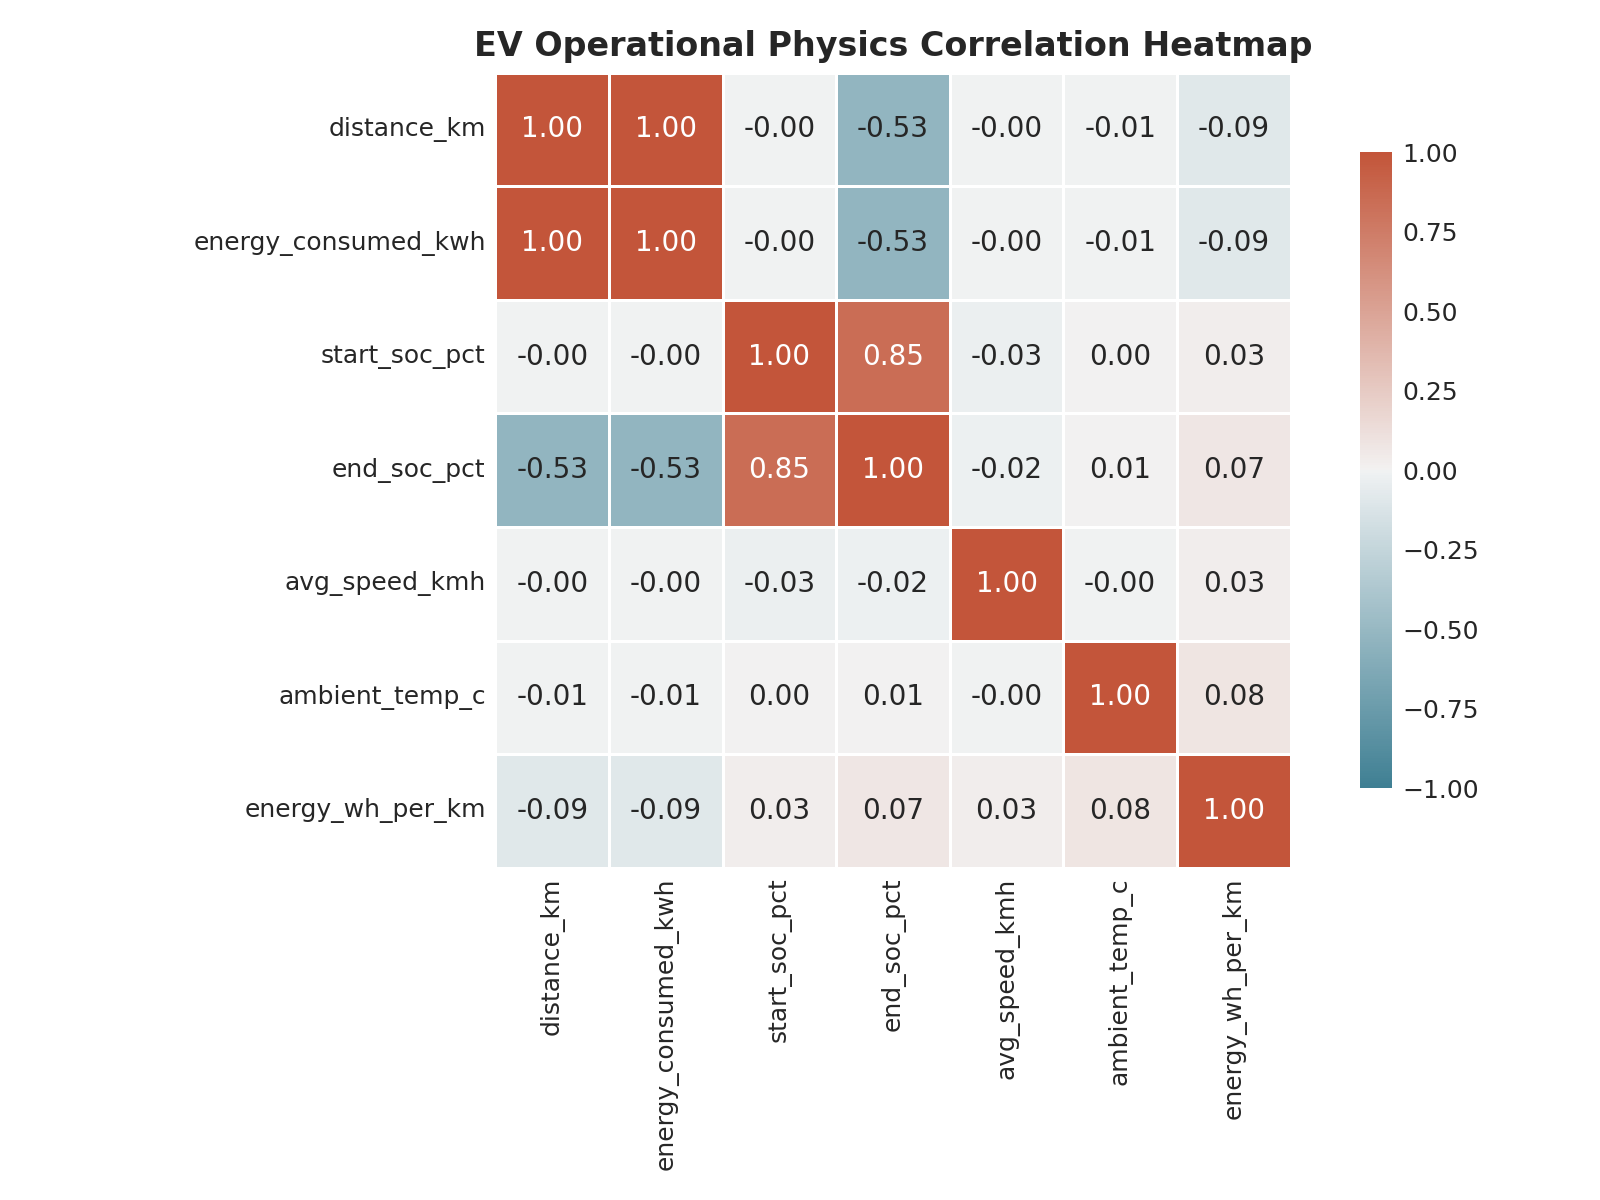 EV Operational Physics Correlation Heatmap
distance_km 1.00 1.00 -0.00 -0.53 -0.00 -0.01 -0.09
energy_consumed_kwh 1.00 1.00 -0.00 -0.53 -0.00 -0.01 -0.09
start_soc_pct -0.00 -0.00 1.00 0.85 -0.03 0.00 0.03
end_soc_pct -0.53 -0.53 0.85 1.00 -0.02 0.01 0.07
avg_speed_kmh -0.00 -0.00 -0.03 -0.02 1.00 -0.00 0.03
ambient_temp_c -0.01 -0.01 0.00 0.01 -0.00 1.00 0.08
energy_wh_per_km -0.09 -0.09 0.03 0.07 0.03 0.08 1.00
distance_km
energy_consumed_kwh
start_soc_pct
end_soc_pct
avg_speed_kmh
ambient_temp_c
energy_wh_per_km
1.00
0.75
0.50
0.25
0.00
−0.25
−0.50
−0.75
−1.00